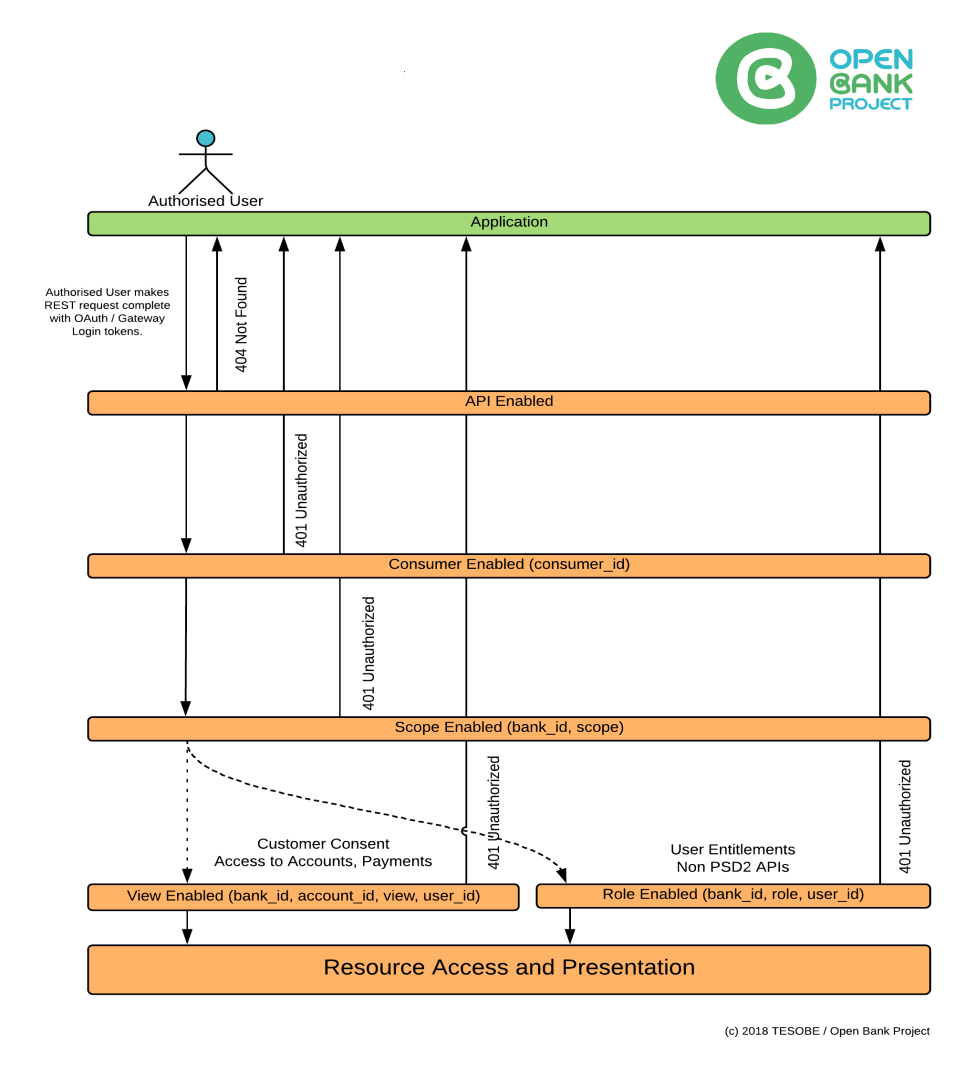 OPEN
BANK
PROJECT
Authorised User
Application
Authorised User makes
REST request complete
with OAuth / Gateway
Login tokens.
404 Not Found
API Enabled
401 Unauthorized
Consumer Enabled (consumer_id)
401 Unauthorized
Scope Enabled (bank_id, scope)
401 Unauthorized
401 Unauthorized
Customer Consent
Access to Accounts, Payments
User Entitlements
Non PSD2 APIs
View Enabled (bank_id, account_id, view, user_id)
Role Enabled (bank_id, role, user_id)
Resource Access and Presentation
(c) 2018 TESOBE / Open Bank Project